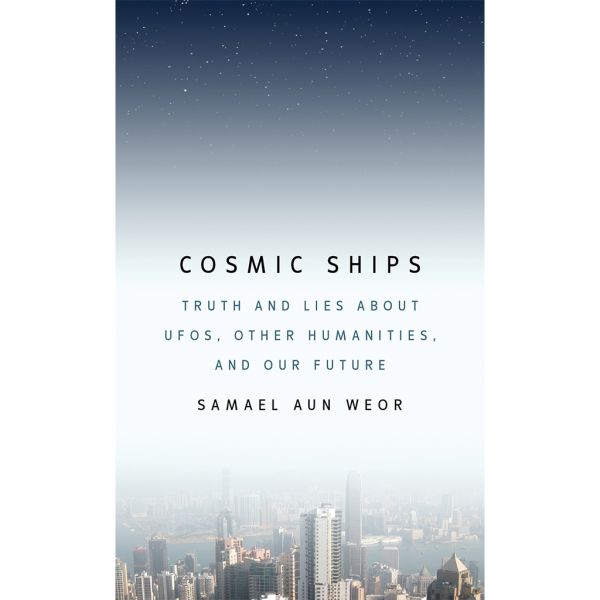 COSMIC SHIPS
TRUTH AND LIES ABOUT
UFOS, OTHER HUMANITIES,
AND OUR FUTURE
SAMAEL AUN WEOR